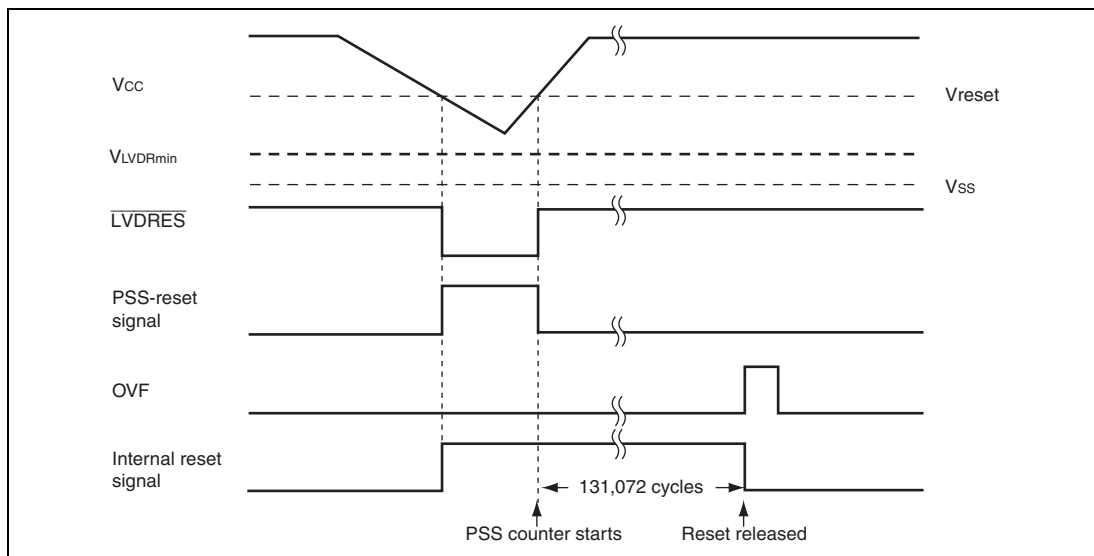 VCC
Vreset
VLVDRmin
VSS
LVDRES
PSS-reset
signal
OVF
Internal reset
signal
131,072 cycles
PSS counter starts
Reset released